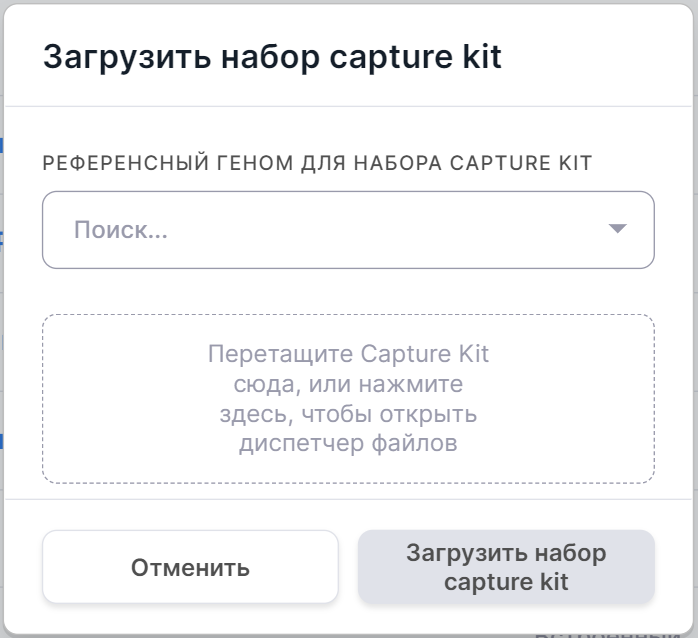 Загрузить набор capture kit
РЕФЕРЕНСНЫЙ ГЕНОМ ДЛЯ НАБОРА CAPTURE KIT
Поиск...
Перетащите Capture Kit
сюда, или нажмите
здесь, чтобы открыть
диспетчер файлов
Отменить
Загрузить набор
capture kit